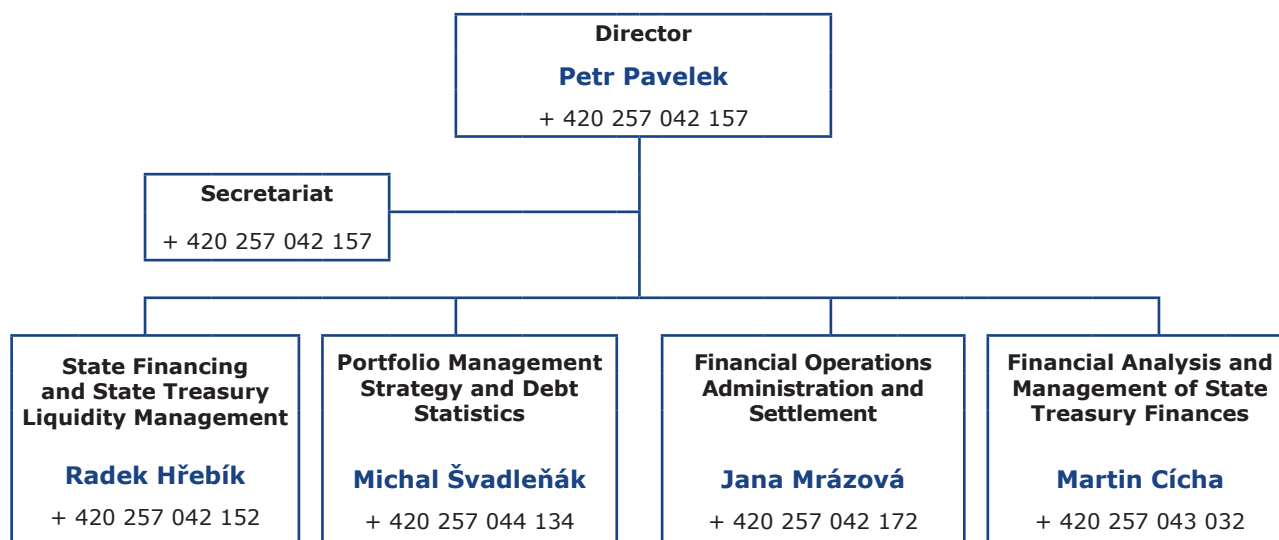 Director
Petr Pavelek
+ 420 257 042 157
Secretariat
+ 420 257 042 157
State Financing
and State Treasury
Liquidity Management
Radek Hřebík
+ 420 257 042 152
Portfolio Management
Strategy and Debt
Statistics
Michal Švadleňák
+ 420 257 044 134
Financial Operations
Administration and
Settlement
Jana Mrázová
+ 420 257 042 172
Financial Analysis and
Management of State
Treasury Finances
Martin Cícha
+ 420 257 043 032